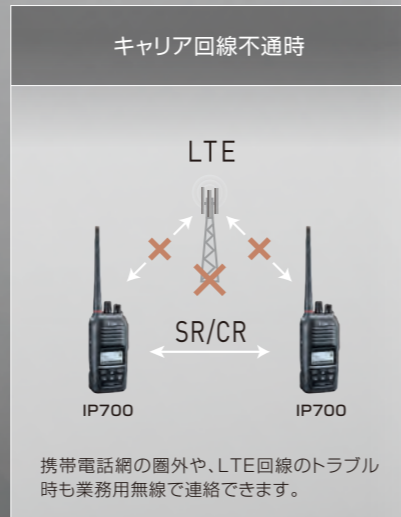 キャリア回線不通時
LTE
SR/CR
IP700
IP700
携帯電話網の圏外や、LTE回線のトラブル
時も業務用無線で連絡できます。